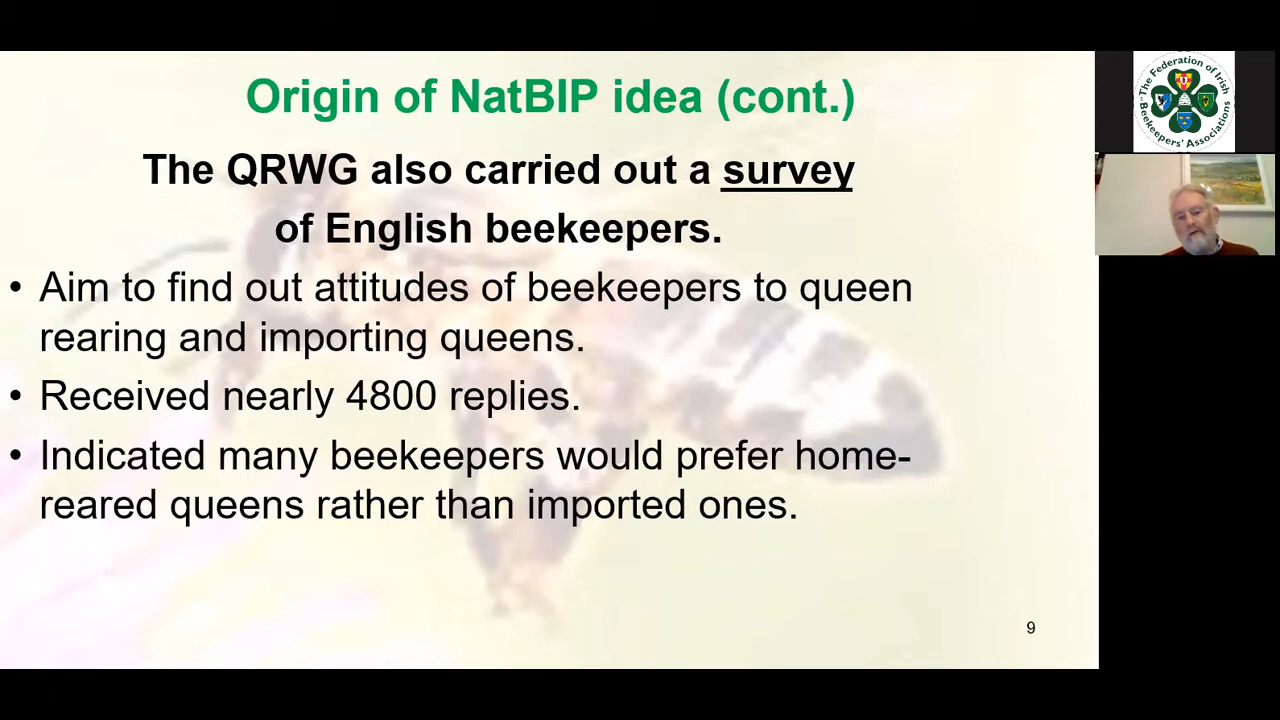 Origin of NatBIP idea (cont.)
The QRWG also carried out a survey
of English beekeepers.
• Aim to find out attitudes of beekeepers to queen
rearing and importing queens.
• Received nearly 4800 replies.
• Indicated many beekeepers would prefer home-
reared queens rather than imported ones.
9
The Federation of Irish
Beekeepers' Associations